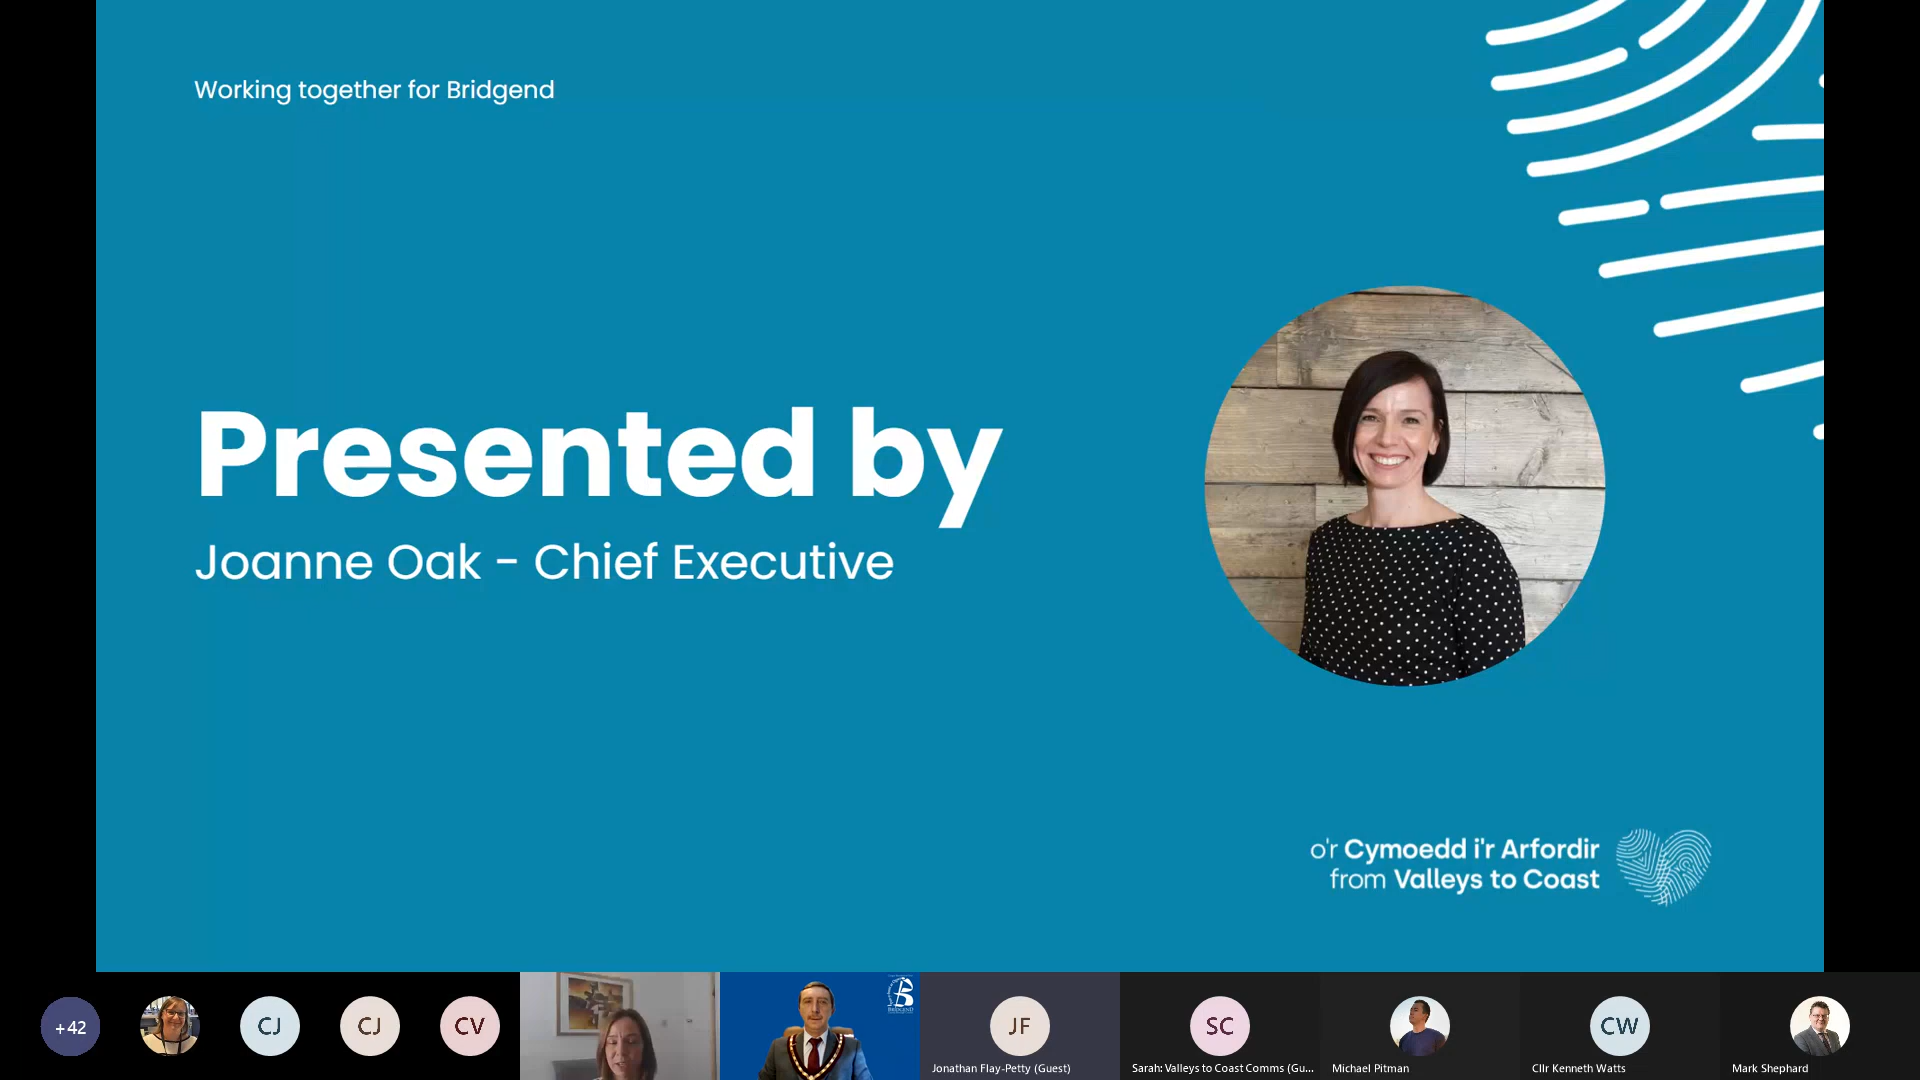 Working together for Bridgend
Presented by
Joanne Oak - Chief Executive
o'r Cymoedd i'r Arfordir
from Valleys to Coast
+42
CJ
CJ
CV
BRIDGEND
JF
Jonathan Flay-Petty (Guest)
SC
Sarah: Valleys to Coast Comms (Gu...
Michael Pitman
CW
Cllr Kenneth Watts
Mark Shephard